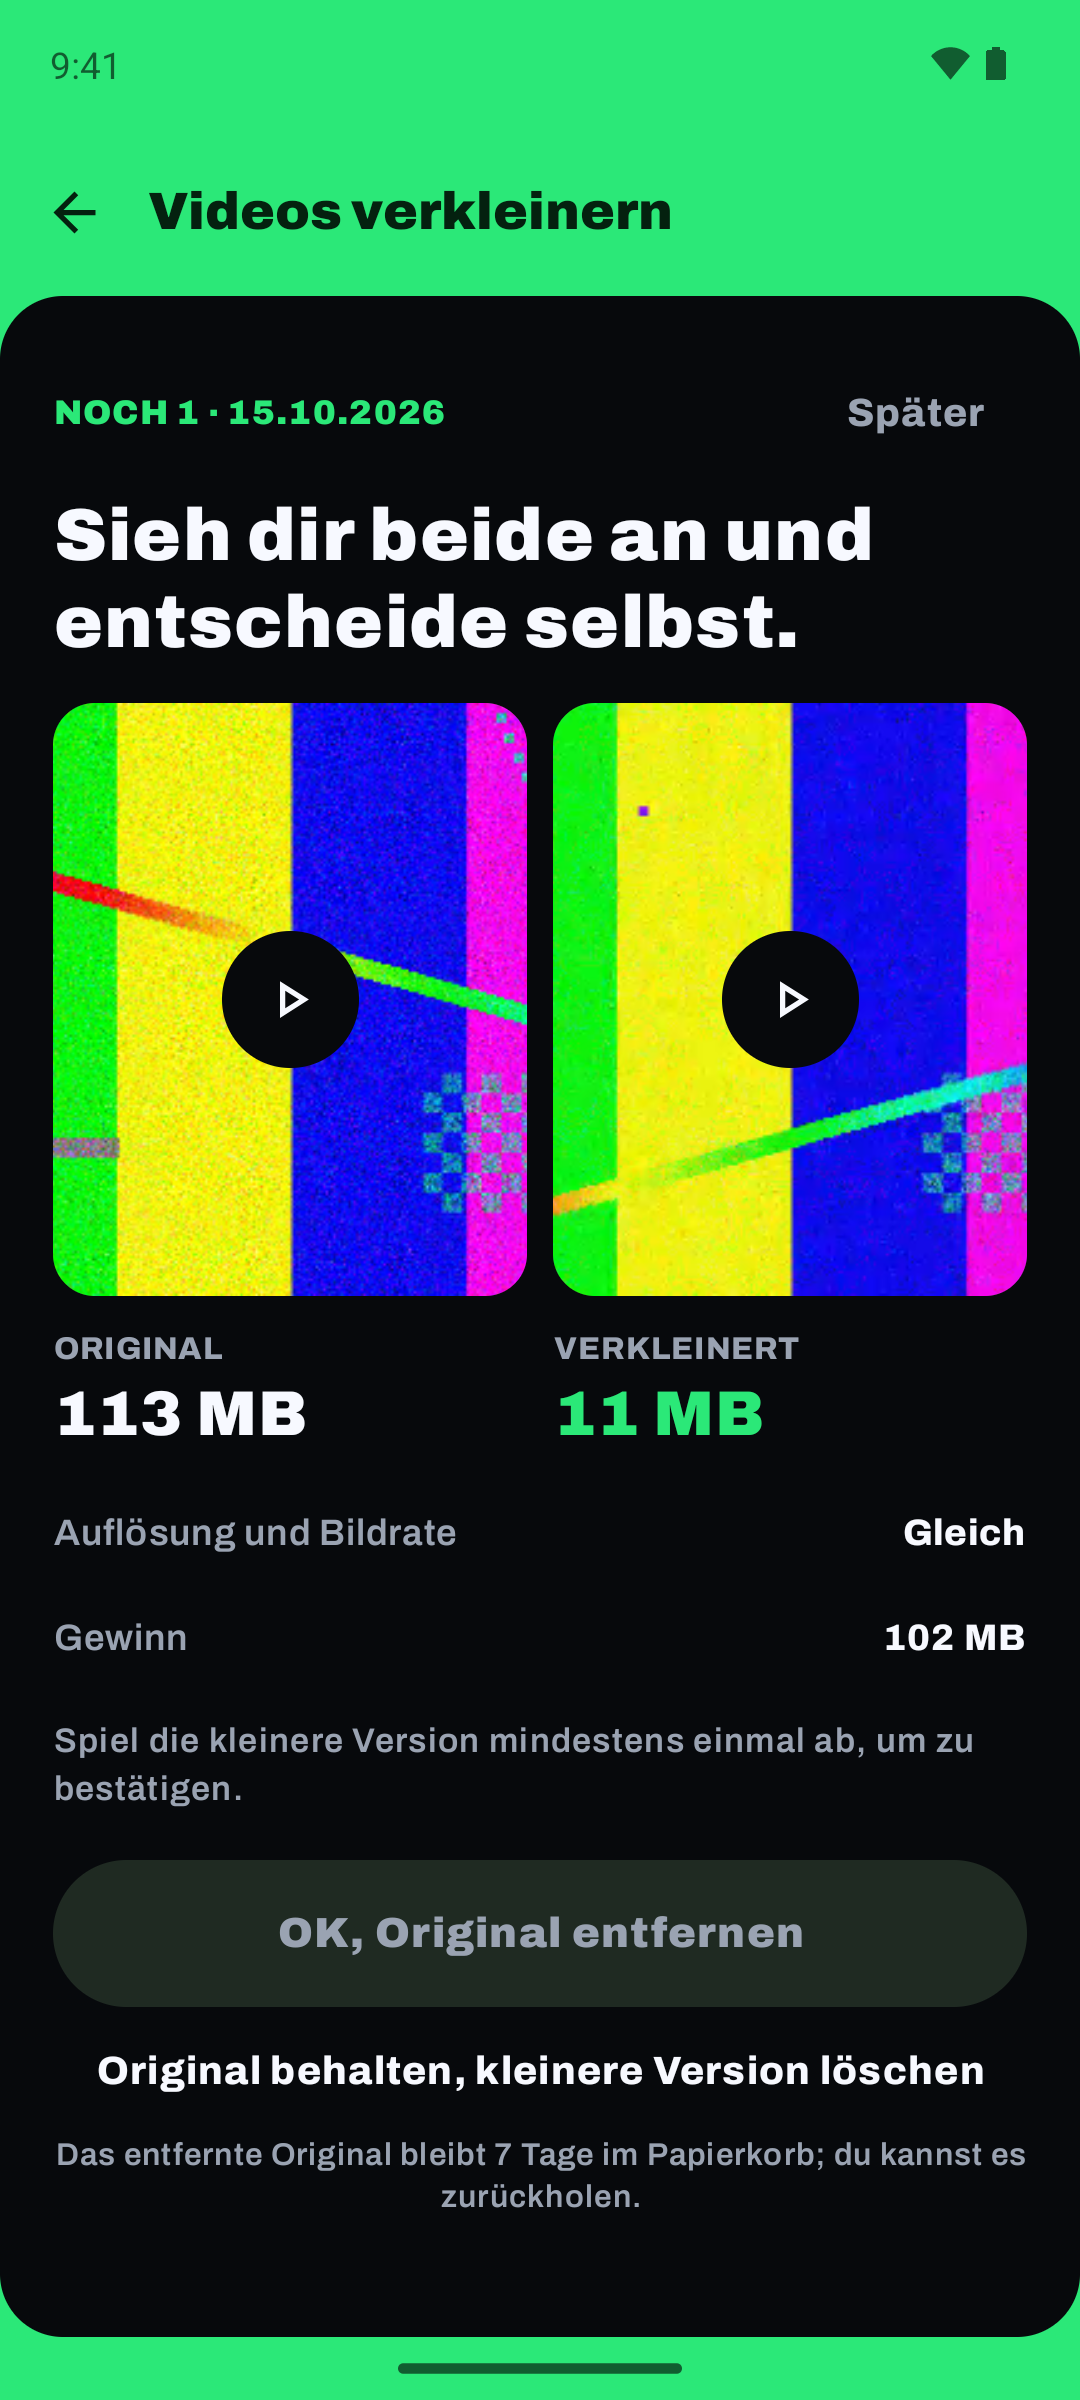 9:41
Videos verkleinern
NOCH 1 · 15.10.2026
Später
Sieh dir beide an und
entscheide selbst.
ORIGINAL
VERKLEINERT
113 MB
11 MB
Auflösung und Bildrate
Gleich
Gewinn
102 MB
Spiel die kleinere Version mindestens einmal ab, um zu
bestätigen.
OK, Original entfernen
Original behalten, kleinere Version löschen
Das entfernte Original bleibt 7 Tage im Papierkorb; du kannst es
zurückholen.